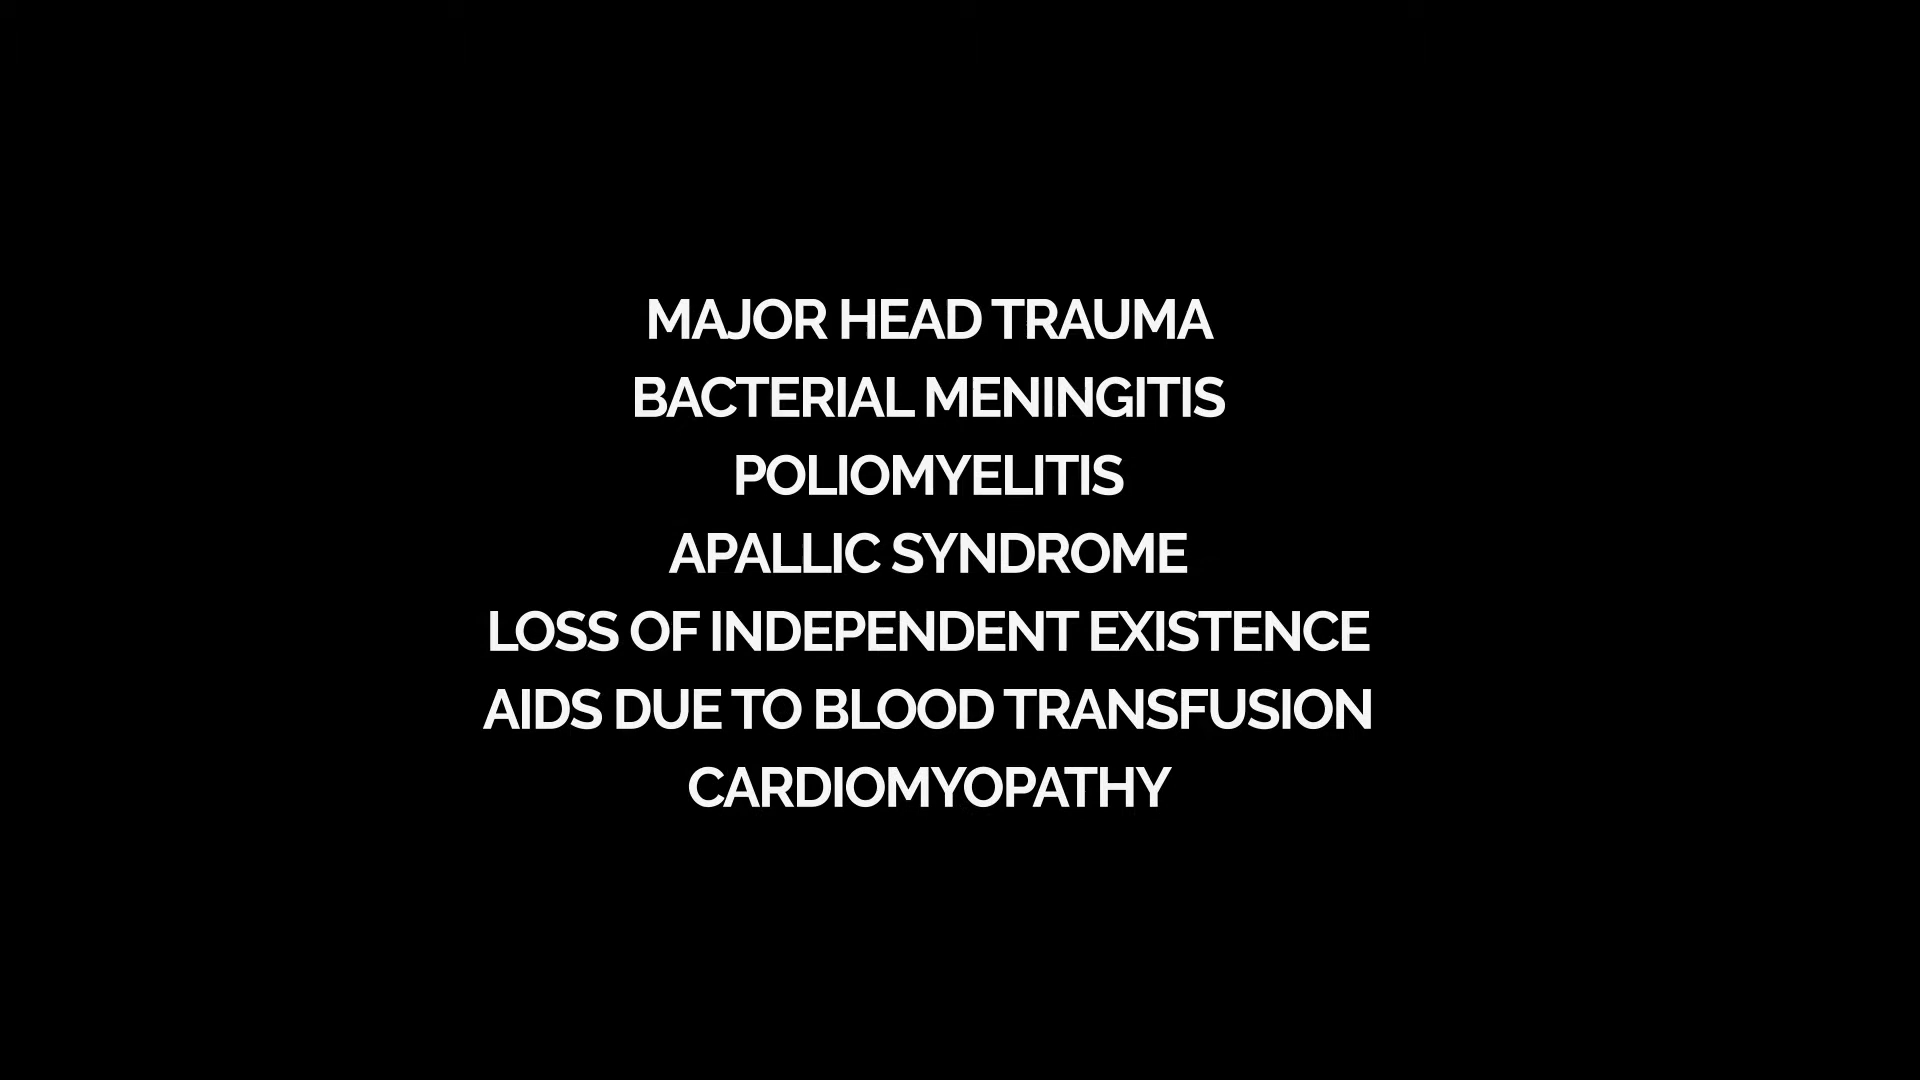 MAJOR HEAD TRAUMA
BACTERIAL MENINGITIS
POLIOMYELITIS
APALLIC SYNDROME
LOSS OF INDEPENDENT EXISTENCE
AIDS DUE TO BLOOD TRANSFUSION
CARDIOMYOPATHY